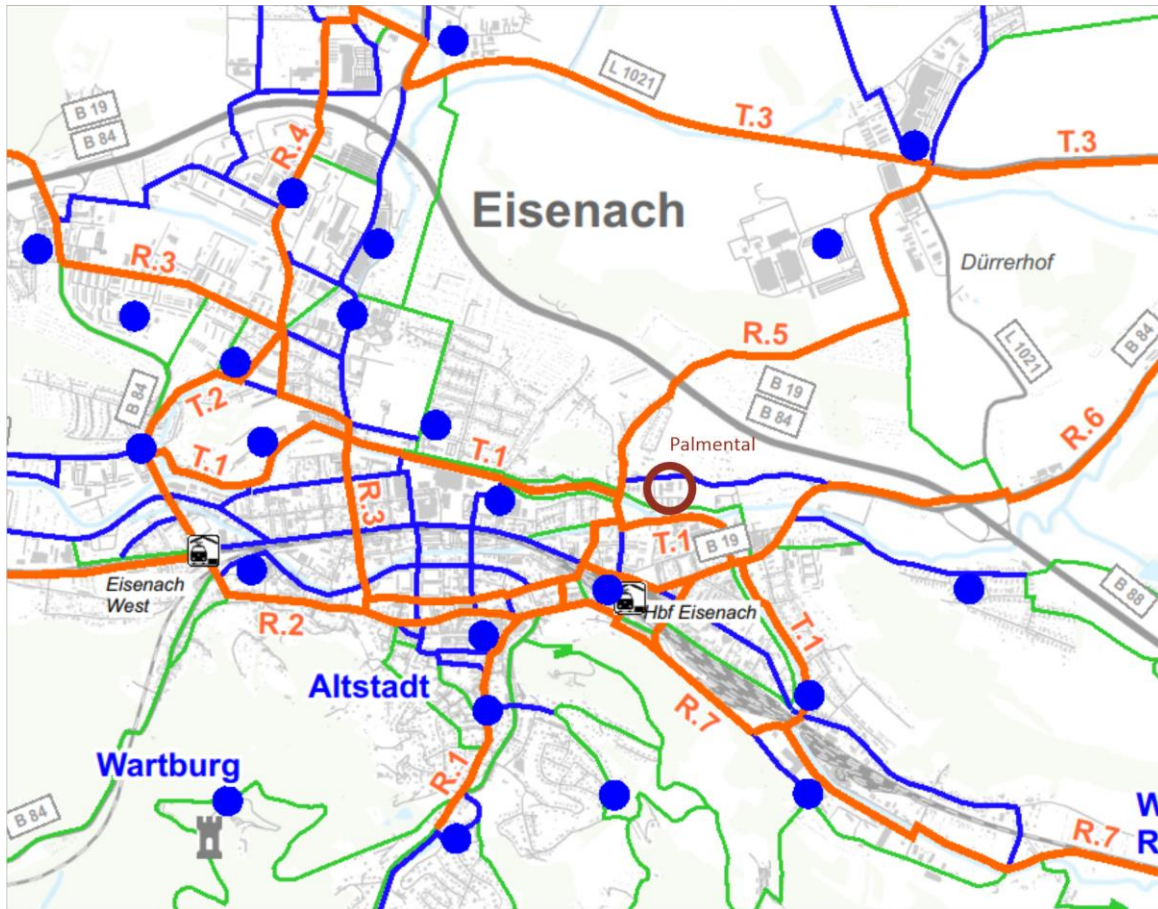 L 1021
B 19
B 84
T.3
T.3
R.4
Eisenach
R.3
Dürrerhof
R.5
L 1021
B 84
B 19
B 84
B 84
T.2
R.6
Palmental
T.1
T.1
R.3
T.1
B 19
Eisenach
West
B 88
Hbf Eisenach
R.2
T.1
Altstadt
R.7
R.1
Wartburg
B 84
W
R
R.7